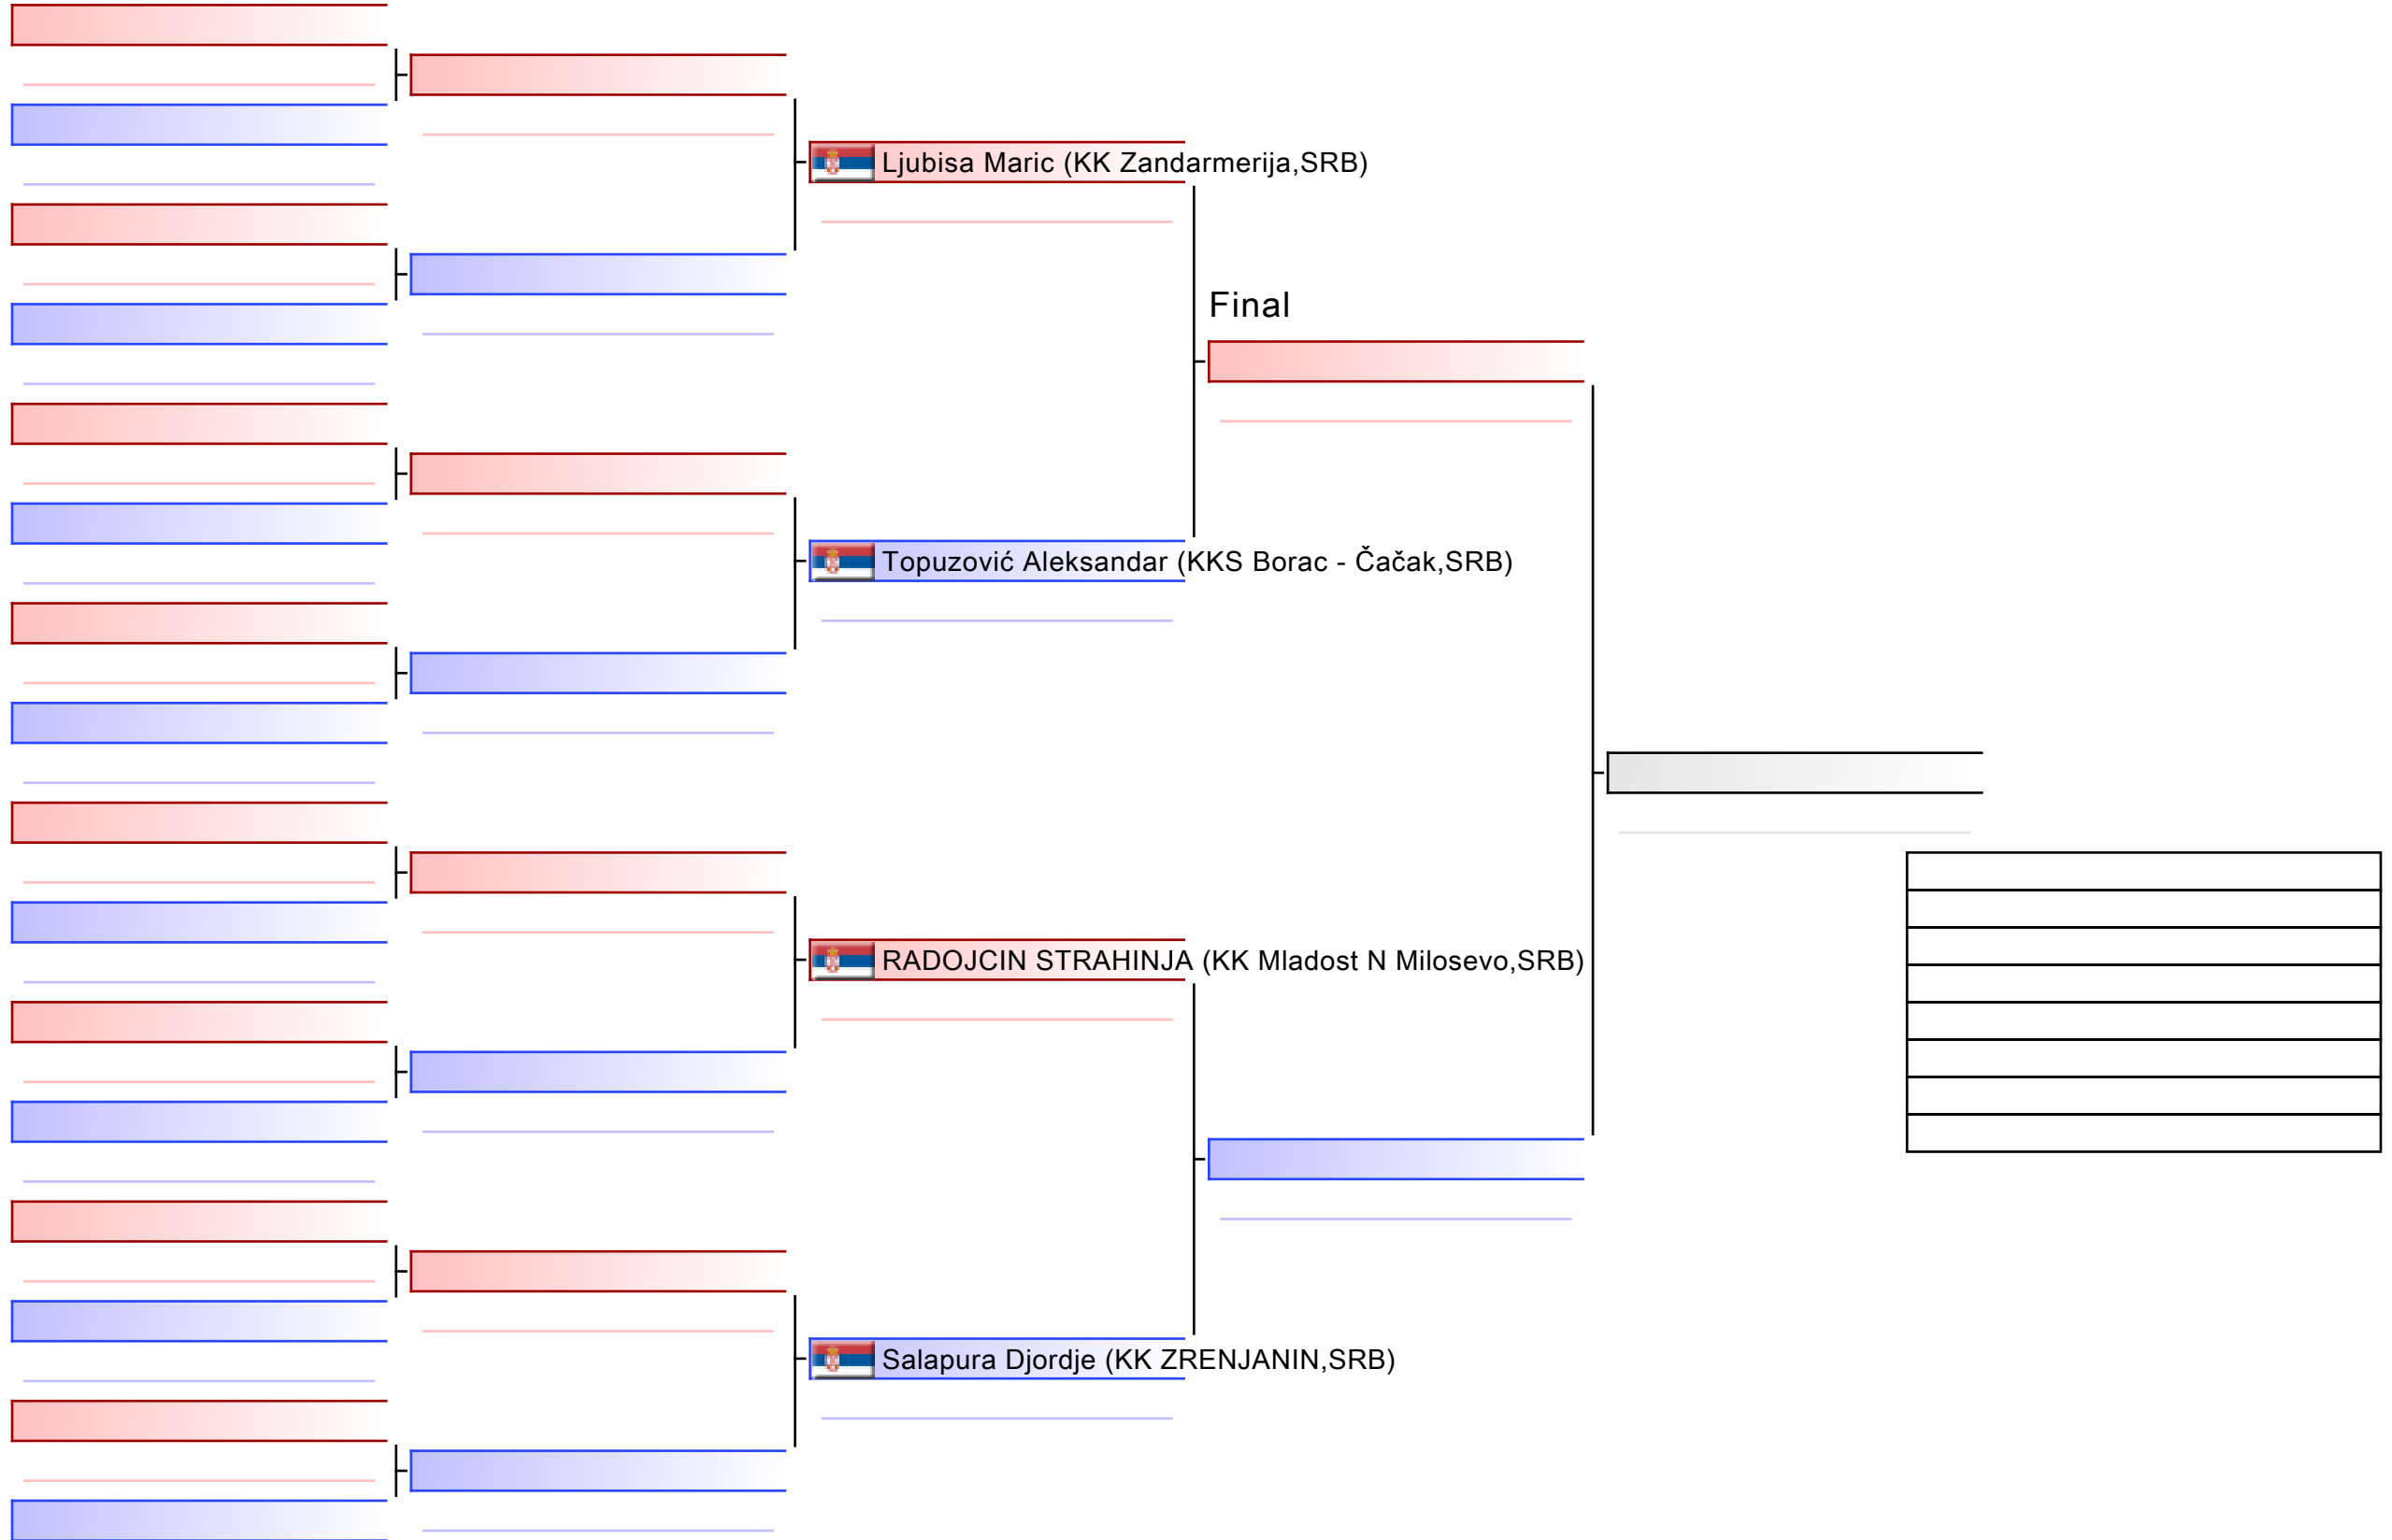 Ljubisa Maric (KK Zandarmerija,SRB)
Final
Topuzović Aleksandar (KKS Borac - Čačak,SRB)
RADOJCIN STRAHINJA (KK Mladost N Milosevo,SRB)
Salapura Djordje (KK ZRENJANIN,SRB)